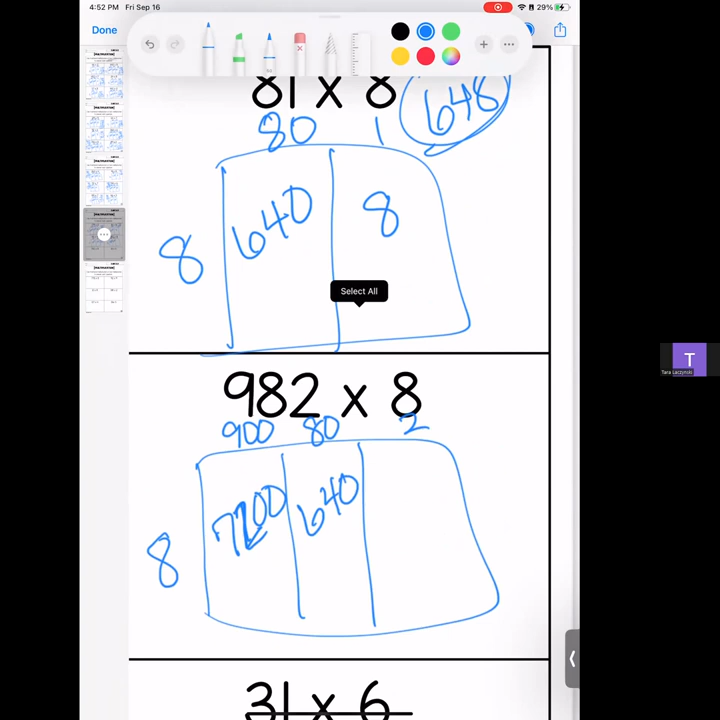 4:52 PM Fri Sep 16
29%
Done
81 x 8
648
80 1
8 640 8
Select All
982 x 8
900 80 2
8 7200 640
31 x 6
T
Tara Laczynski